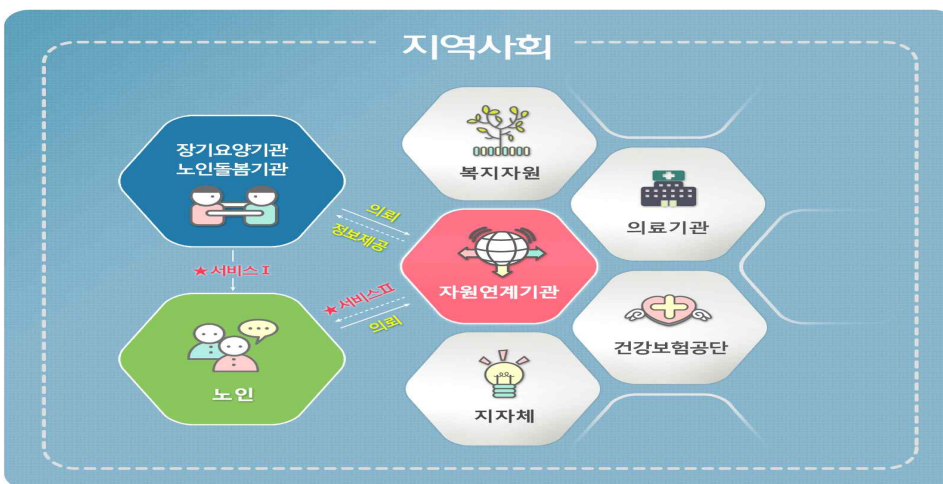 지역사회
장기요양기관
노인돌봄기관
복지자원
의료기관
의뢰
정보제공
★서비스Ⅰ
자원연계기관
★서비스Ⅱ
의뢰
건강보험공단
노인
지자체